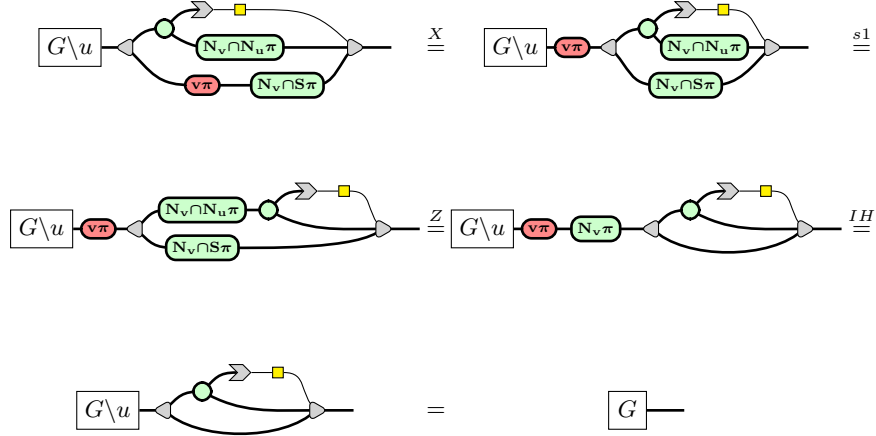 G\u N_v∩N_uπ vπ N_v∩Sπ X = G\u vπ N_v∩N_uπ N_v∩Sπ s1 =
G\u vπ N_v∩N_uπ N_v∩Sπ Z = G\u vπ N_vπ IH =
G\u = G